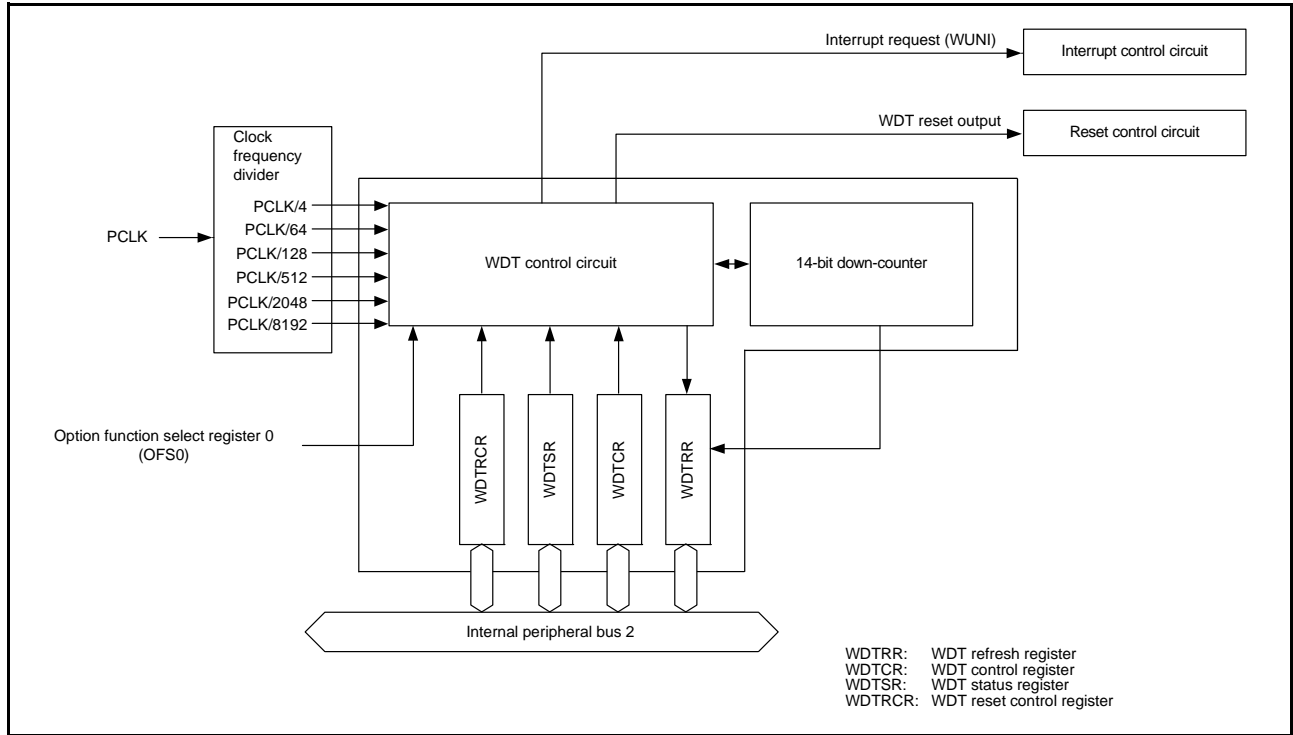 Interrupt request (WUNI)
Interrupt control circuit
WDT reset output
Reset control circuit
Clock
frequency
divider
PCLK
PCLK/4
PCLK/64
PCLK/128
PCLK/512
PCLK/2048
PCLK/8192
WDT control circuit
14-bit down-counter
Option function select register 0
(OFS0)
WDTRCR
WDTSR
WDTCR
WDTRR
Internal peripheral bus 2
WDTRR: WDT refresh register
WDTCR: WDT control register
WDTSR: WDT status register
WDTRCR: WDT reset control register